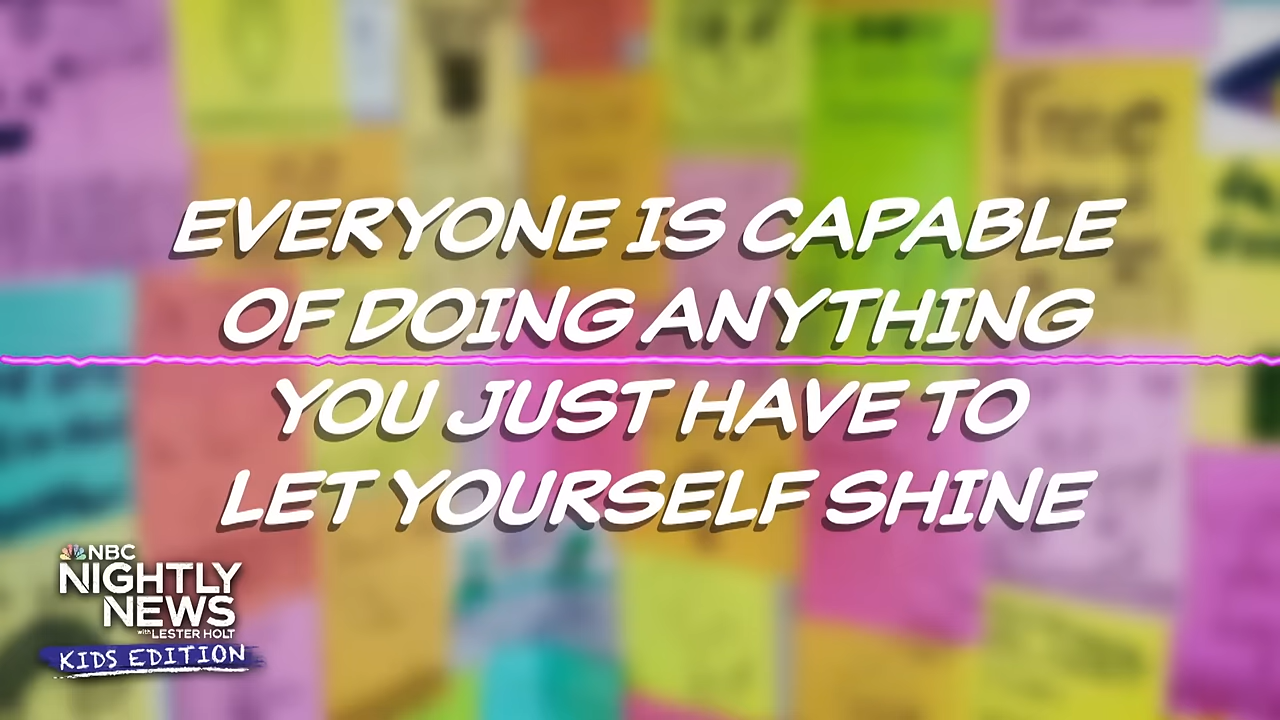 EVERYONE IS CAPABLE
OF DOING ANYTHING
YOU JUST HAVE TO
LET YOURSELF SHINE
NBC
NIGHTLY
NEWS
with LESTER HOLT
KIDS EDITION
Free